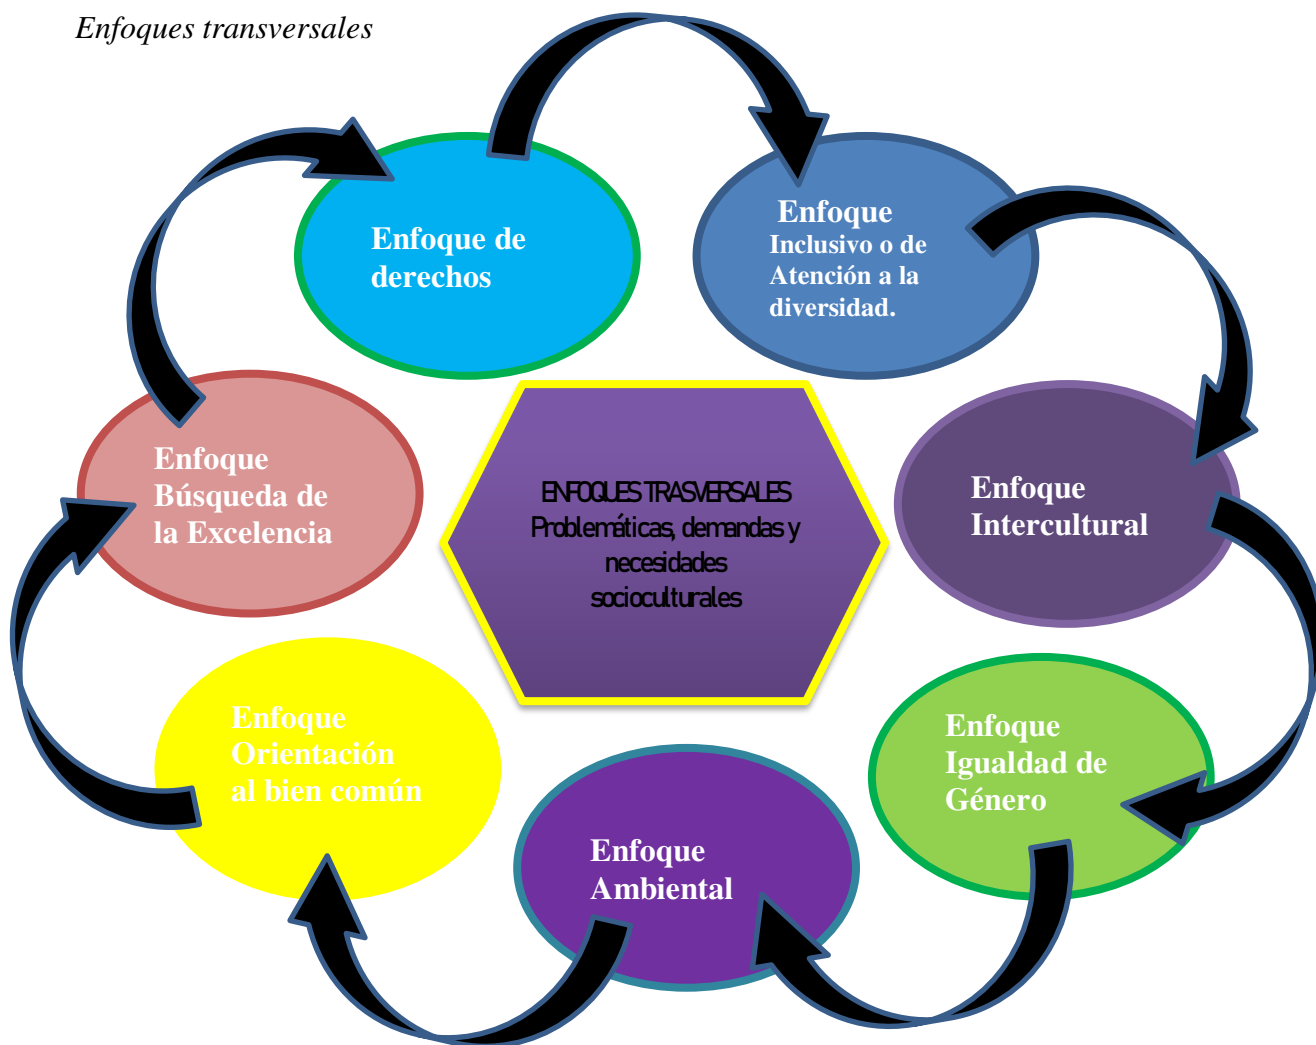 Enfoques transversales
Enfoque de
derechos
Enfoque
Inclusivo o de
Atención a la
diversidad.
Enfoque
Intercultural
Enfoque
Igualdad de
Género
Enfoque
Ambiental
Enfoque
Orientación
al bien común
Enfoque
Búsqueda de
la Excelencia
ENFOQUES TRASVERSALES
Problemáticas, demandas y
necesidades
socioculturales